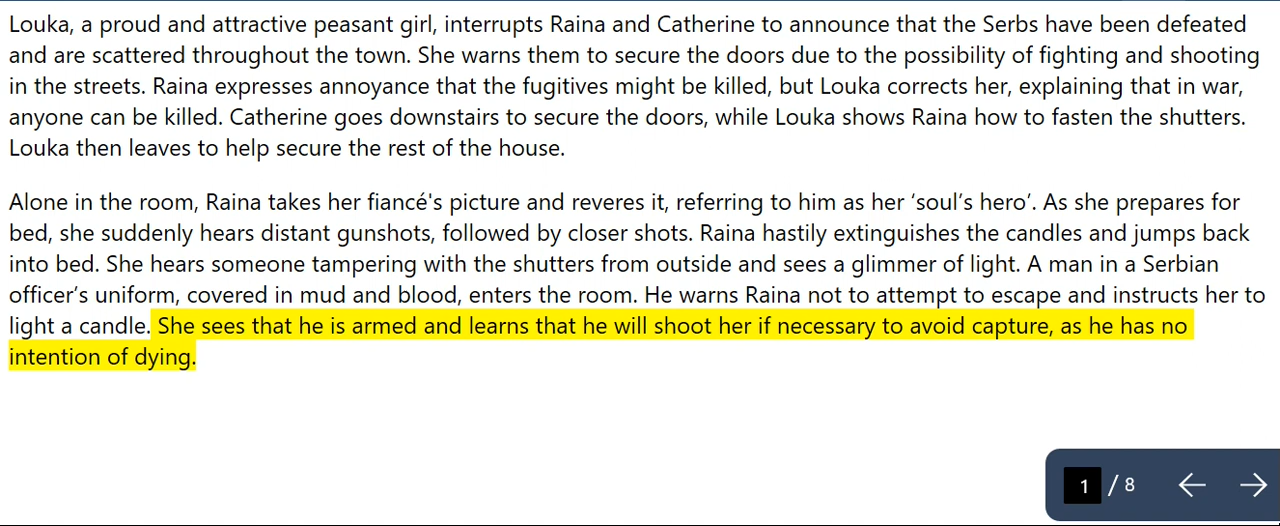 Louka, a proud and attractive peasant girl, interrupts Raina and Catherine to announce that the Serbs have been defeated
and are scattered throughout the town. She warns them to secure the doors due to the possibility of fighting and shooting
in the streets. Raina expresses annoyance that the fugitives might be killed, but Louka corrects her, explaining that in war,
anyone can be killed. Catherine goes downstairs to secure the doors, while Louka shows Raina how to fasten the shutters.
Louka then leaves to help secure the rest of the house.
Alone in the room, Raina takes her fiancé's picture and reveres it, referring to him as her ‘soul’s hero’. As she prepares for
bed, she suddenly hears distant gunshots, followed by closer shots. Raina hastily extinguishes the candles and jumps back
into bed. She hears someone tampering with the shutters from outside and sees a glimmer of light. A man in a Serbian
officer’s uniform, covered in mud and blood, enters the room. He warns Raina not to attempt to escape and instructs her to
light a candle. She sees that he is armed and learns that he will shoot her if necessary to avoid capture, as he has no
intention of dying.
1 / 8